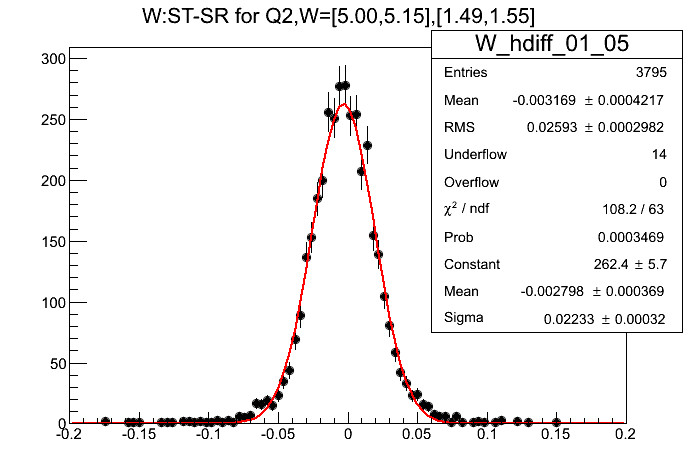 W:ST-SR for Q2,W=[5.00,5.15],[1.49,1.55]
W_hdiff_01_05
Entries 3795
Mean -0.003169 ± 0.0004217
RMS 0.02593 ± 0.0002982
Underflow 14
Overflow 0
χ² / ndf 108.2 / 63
Prob 0.0003469
Constant 262.4 ± 5.7
Mean -0.002798 ± 0.000369
Sigma 0.02233 ± 0.00032
300
250
200
150
100
50
0
-0.2 -0.15 -0.1 -0.05 0 0.05 0.1 0.15 0.2